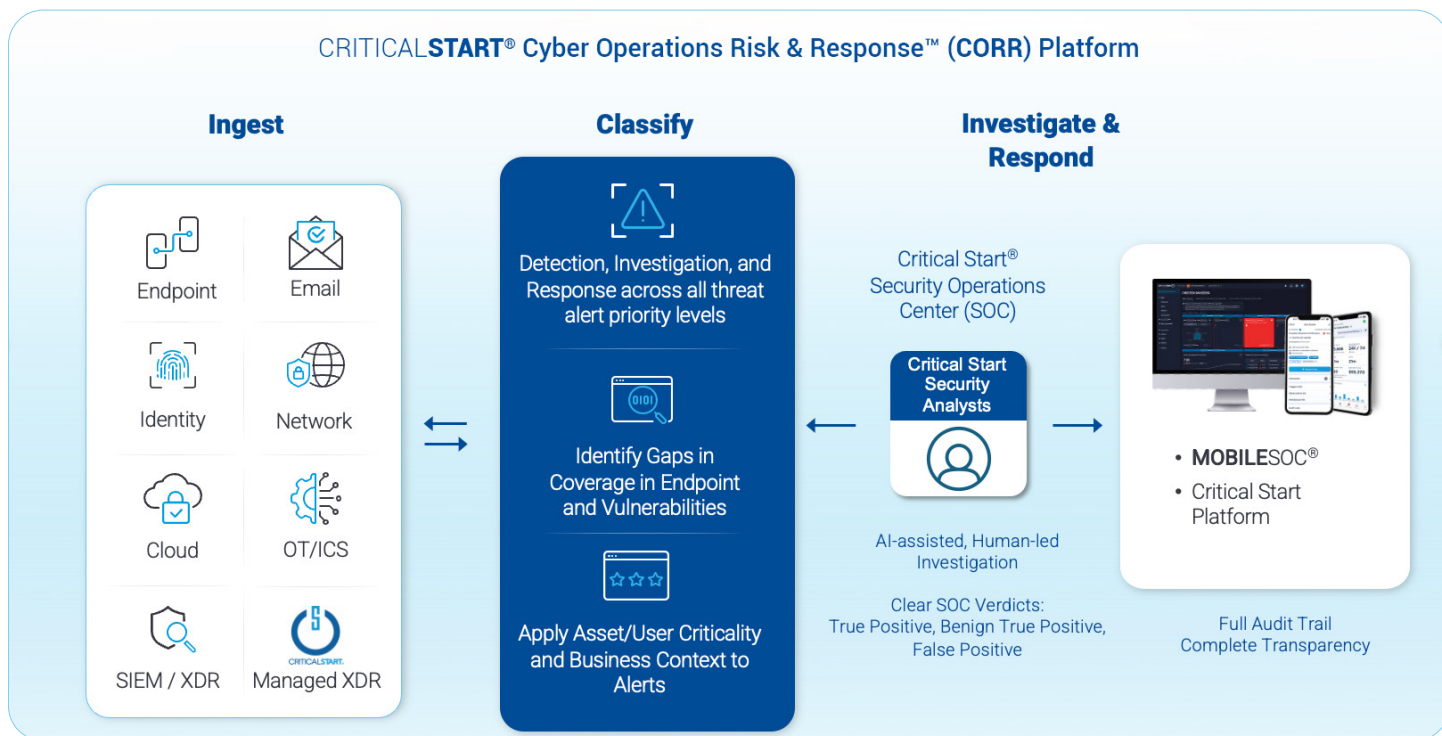 CRITICALSTART® Cyber Operations Risk & Response™ (CORR) Platform
Ingest
Endpoint
Email
Identity
Network
Cloud
OT/ICS
SIEM / XDR
CRITICALSTART.
Managed XDR
Classify
Detection, Investigation, and
Response across all threat
alert priority levels
0101
Identify Gaps in
Coverage in Endpoint
and Vulnerabilities
Apply Asset/User Criticality
and Business Context to
Alerts
Investigate &
Respond
Critical Start®
Security Operations
Center (SOC)
Critical Start
Security
Analysts
AI-assisted, Human-led
Investigation
Clear SOC Verdicts:
True Positive, Benign True Positive,
False Positive
• MOBILESOC®
• Critical Start
Platform
Full Audit Trail
Complete Transparency